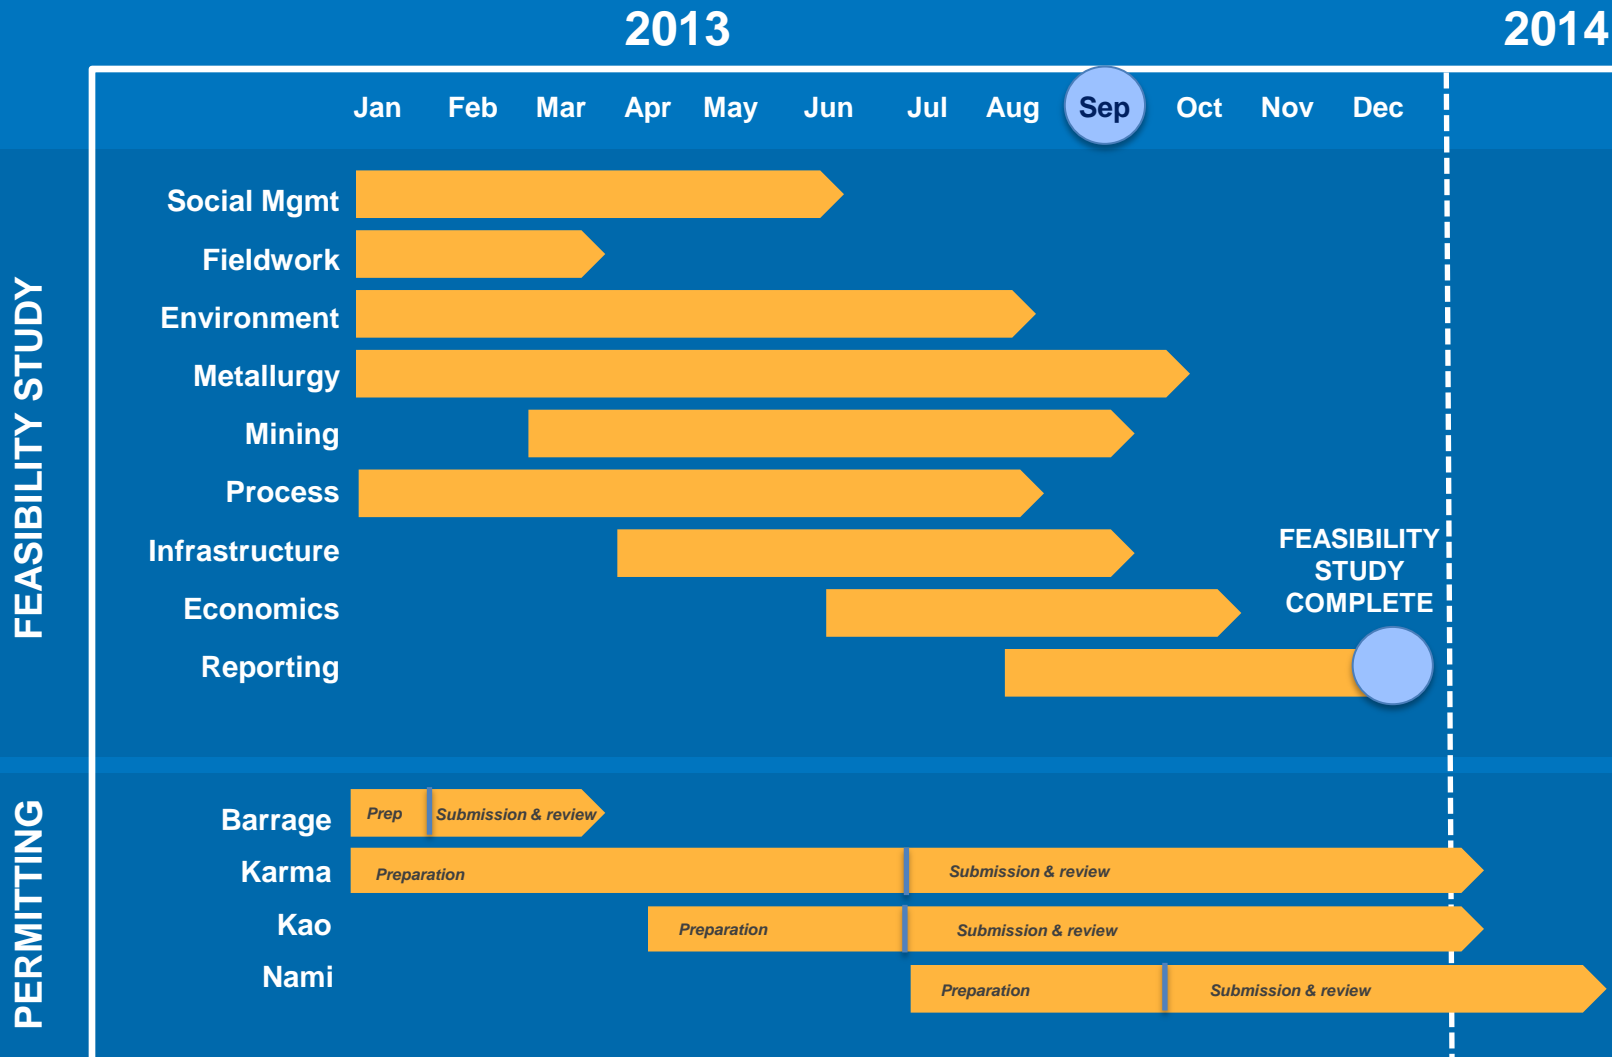 2013
2014
Jan Feb Mar Apr May Jun Jul Aug Sep Oct Nov Dec
FEASIBILITY STUDY
Social Mgmt
Fieldwork
Environment
Metallurgy
Mining
Process
Infrastructure
Economics
Reporting
FEASIBILITY
STUDY
COMPLETE
PERMITTING
Barrage
Prep Submission & review
Karma
Preparation Submission & review
Kao
Preparation Submission & review
Nami
Preparation Submission & review